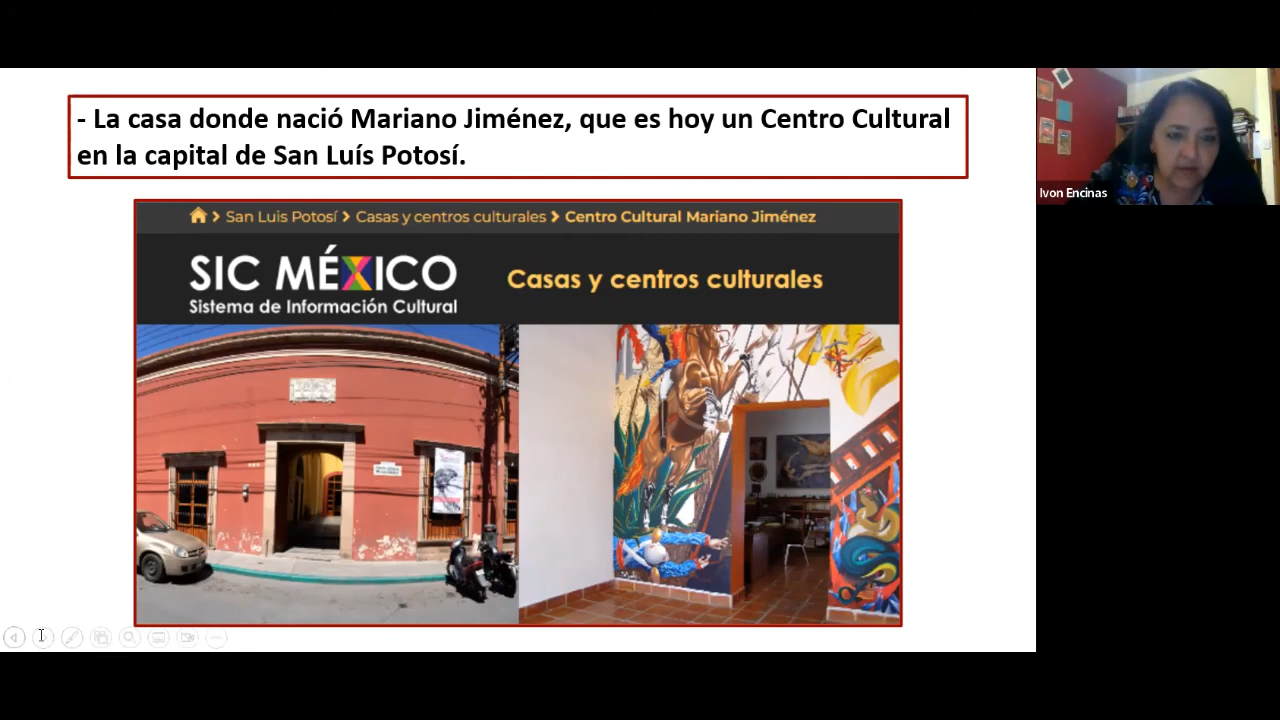 - La casa donde nació Mariano Jiménez, que es hoy un Centro Cultural
en la capital de San Luís Potosí.
San Luis Potosí > Casas y centros culturales > Centro Cultural Mariano Jiménez
SIC MÉXICO
Sistema de Información Cultural
Casas y centros culturales
Ivon Encinas